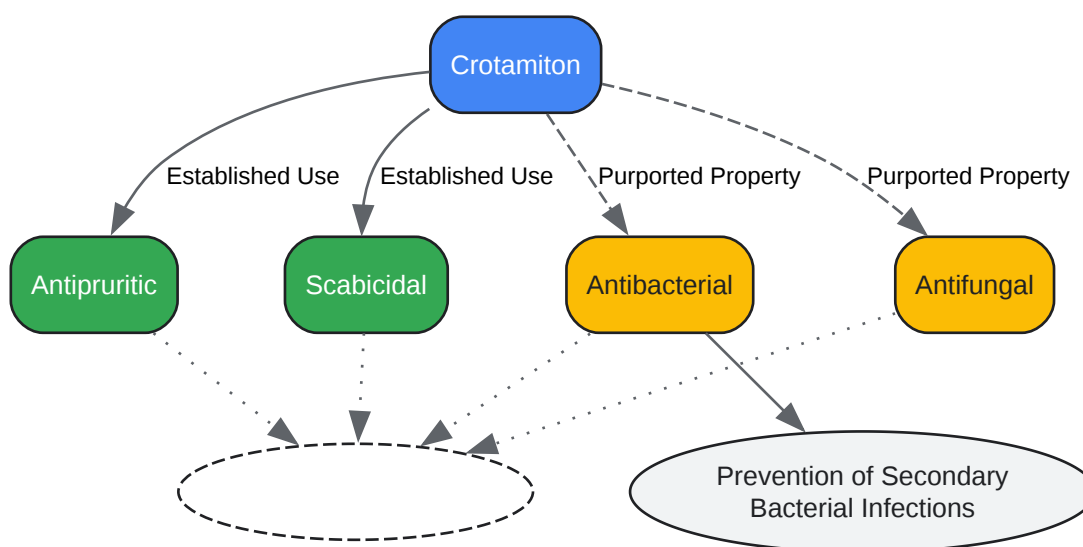 Crotamiton
Established Use
Established Use
Purported Property
Purported Property
Antipruritic
Scabicidal
Antibacterial
Antifungal
Prevention of Secondary
Bacterial Infections